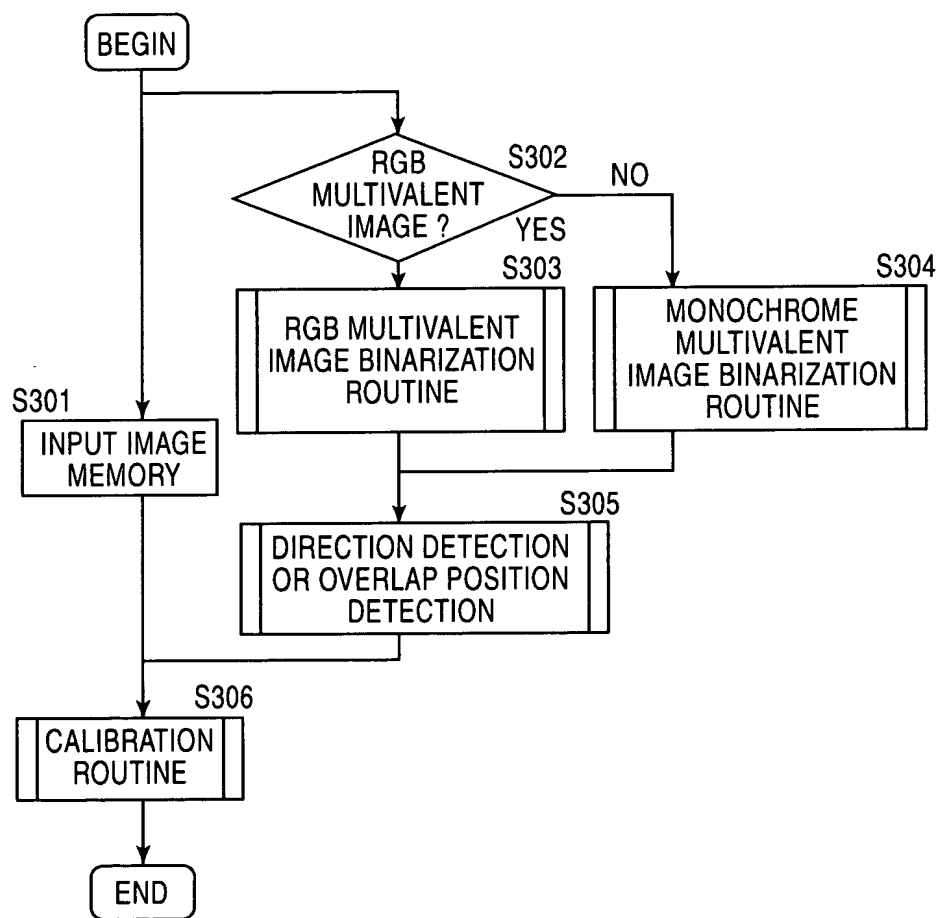 BEGIN
S302
RGB
MULTIVALENT
IMAGE ?
NO
YES
S303
RGB MULTIVALENT
IMAGE BINARIZATION
ROUTINE
S304
MONOCHROME
MULTIVALENT
IMAGE BINARIZATION
ROUTINE
S301
INPUT IMAGE
MEMORY
S305
DIRECTION DETECTION
OR OVERLAP POSITION
DETECTION
S306
CALIBRATION
ROUTINE
END